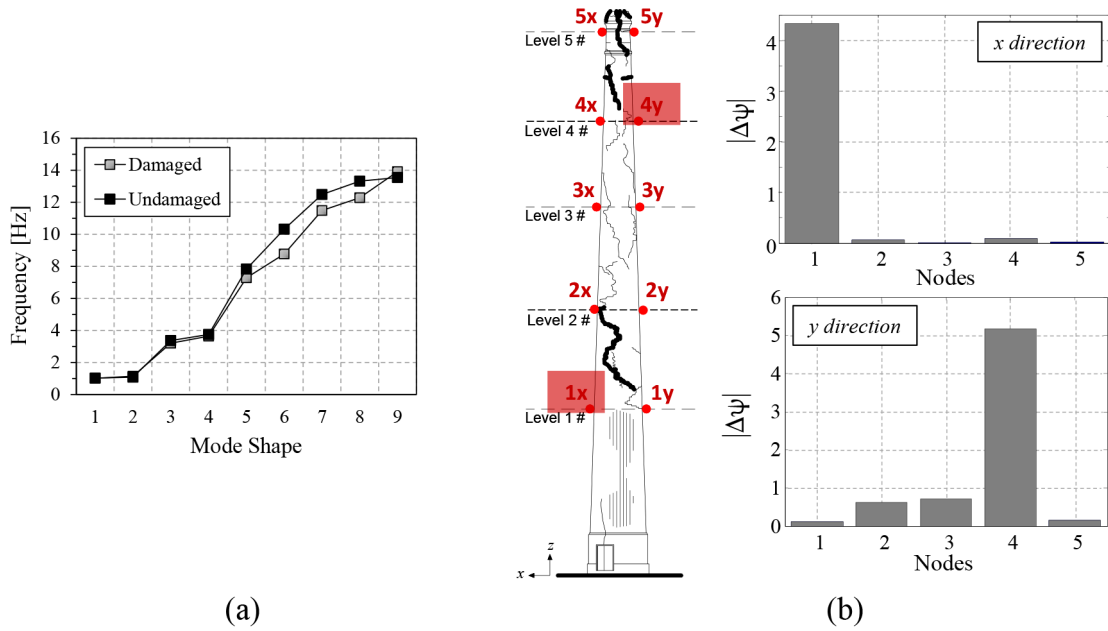 16
14
12
10
8
6
4
2
0
Damaged
Undamaged
Frequency [Hz]
1 2 3 4 5 6 7 8 9
Mode Shape
(a)
5x 5y
Level 5 #
4x 4y
Level 4 #
3x 3y
Level 3 #
2x 2y
Level 2 #
1x 1y
Level 1 #
z
x
x direction
4
3
2
1
0
|Δψ|
1 2 3 4 5
Nodes
y direction
6
5
4
3
2
1
0
|Δψ|
1 2 3 4 5
Nodes
(b)